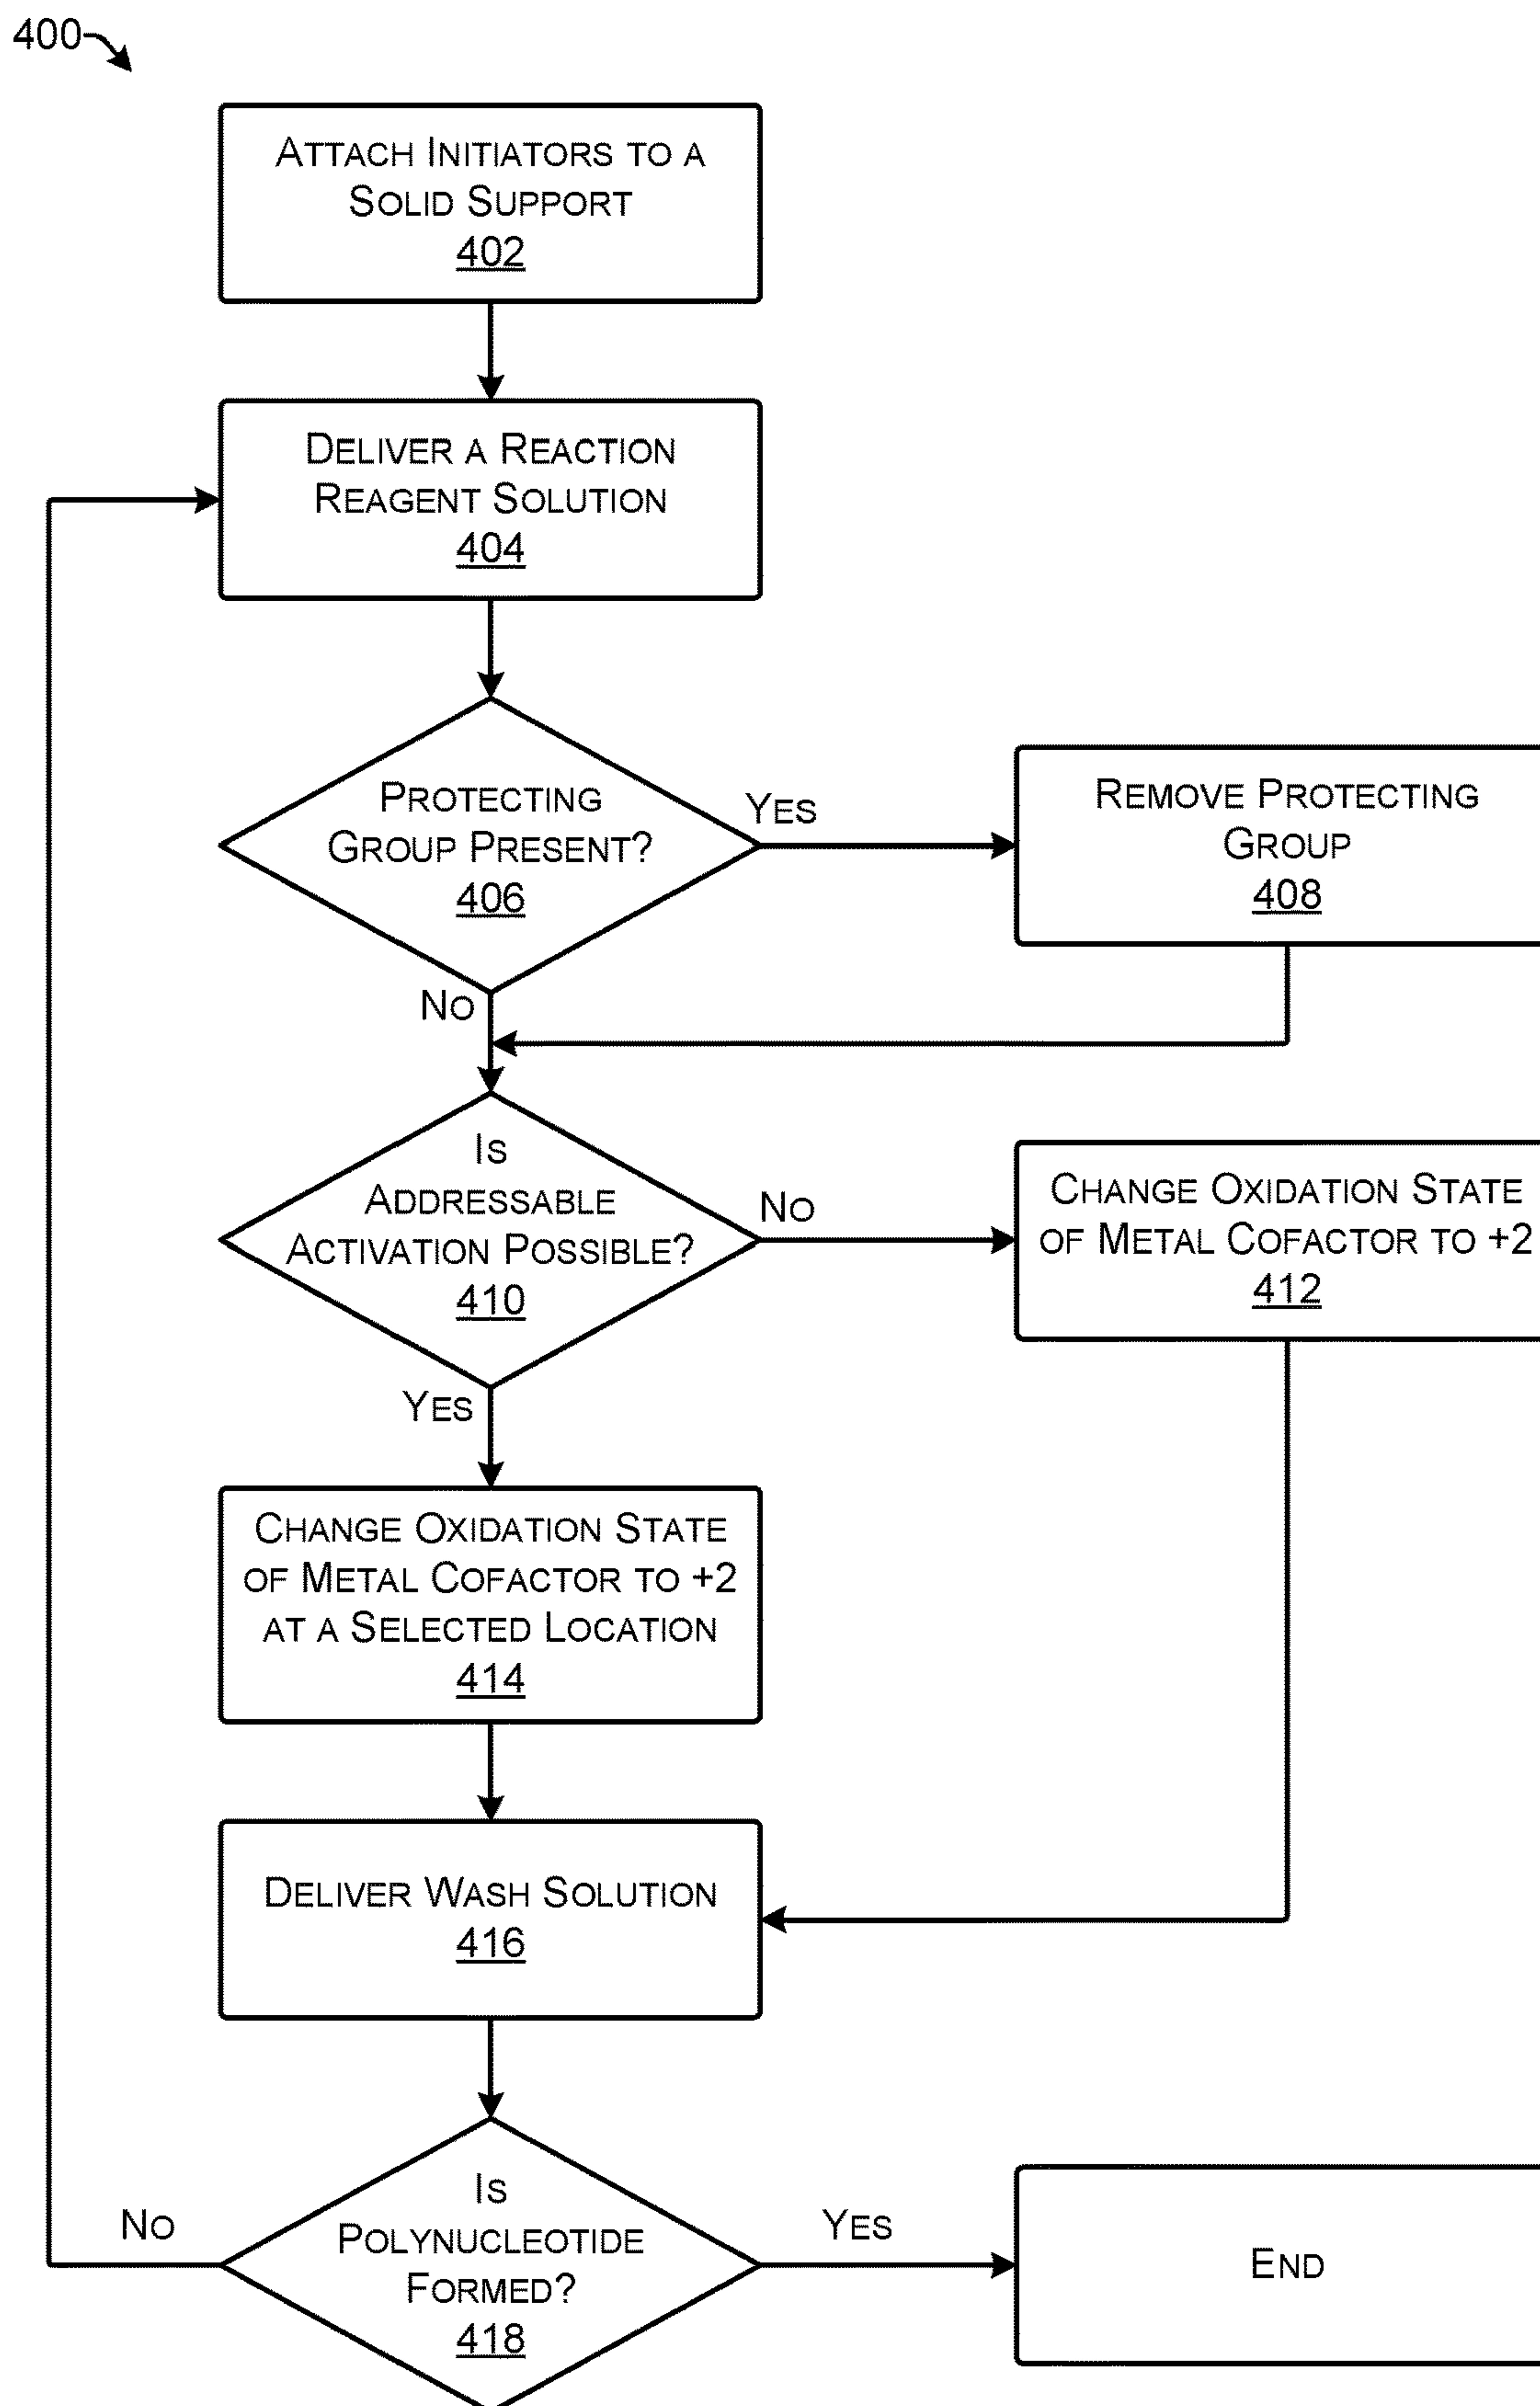 400
ATTACH INITIATORS TO A
SOLID SUPPORT
402
DELIVER A REACTION
REAGENT SOLUTION
404
PROTECTING
GROUP PRESENT?
406
YES
REMOVE PROTECTING
GROUP
408
NO
IS
ADDRESSABLE
ACTIVATION POSSIBLE?
410
NO
CHANGE OXIDATION STATE
OF METAL COFACTOR TO +2
412
YES
CHANGE OXIDATION STATE
OF METAL COFACTOR TO +2
AT A SELECTED LOCATION
414
DELIVER WASH SOLUTION
416
NO
IS
POLYNUCLEOTIDE
FORMED?
418
YES
END